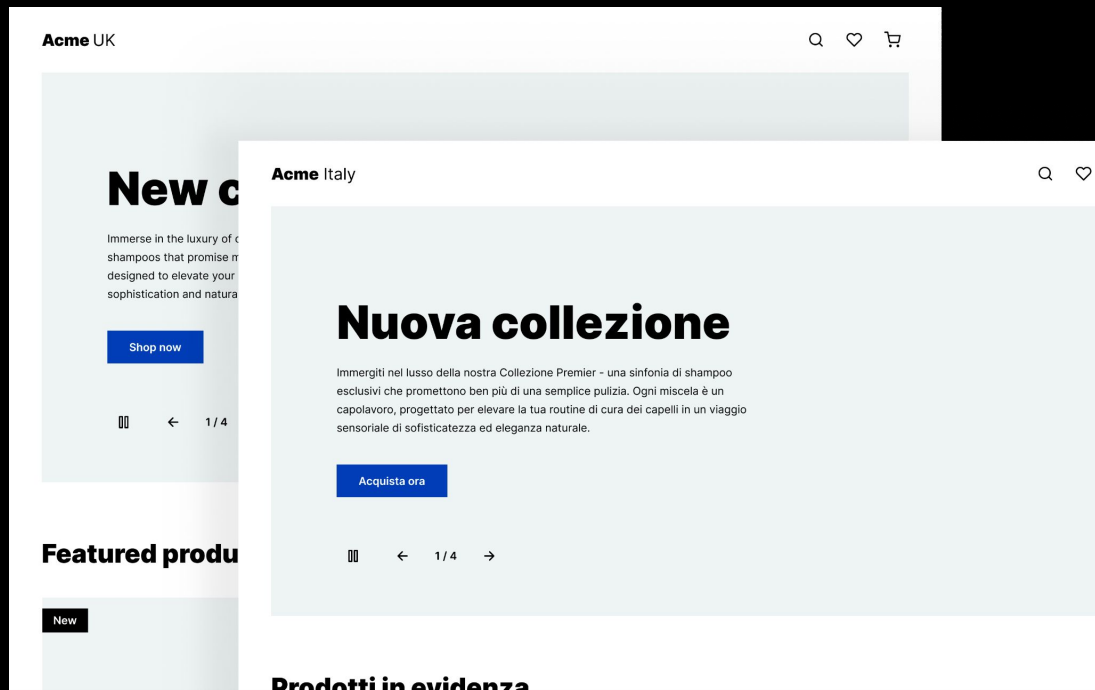 Acme UK
New c
Immerse in the luxury of
shampoos that promise
designed to elevate your
sophistication and natura
Shop now
1 / 4
Featured produ
New
Acme Italy
Nuova collezione
Immergiti nel lusso della nostra Collezione Premier - una sinfonia di shampoo
esclusivi che promettono ben più di una semplice pulizia. Ogni miscela è un
capolavoro, progettato per elevare la tua routine di cura dei capelli in un viaggio
sensoriale di sofisticatezza ed eleganza naturale.
Acquista ora
1 / 4
Prodotti in evidenza